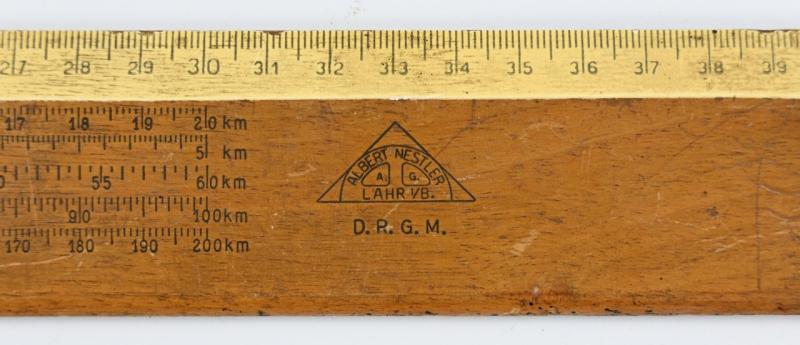 27 28 29 30 31 32 33 34 35 36 37 38 39
17 18 19 20 km
5 km
55 60 km
90 100 km
170 180 190 200 km
ALBERT NESTLER
A. G.
LAHR I/B.
D. R. G. M.